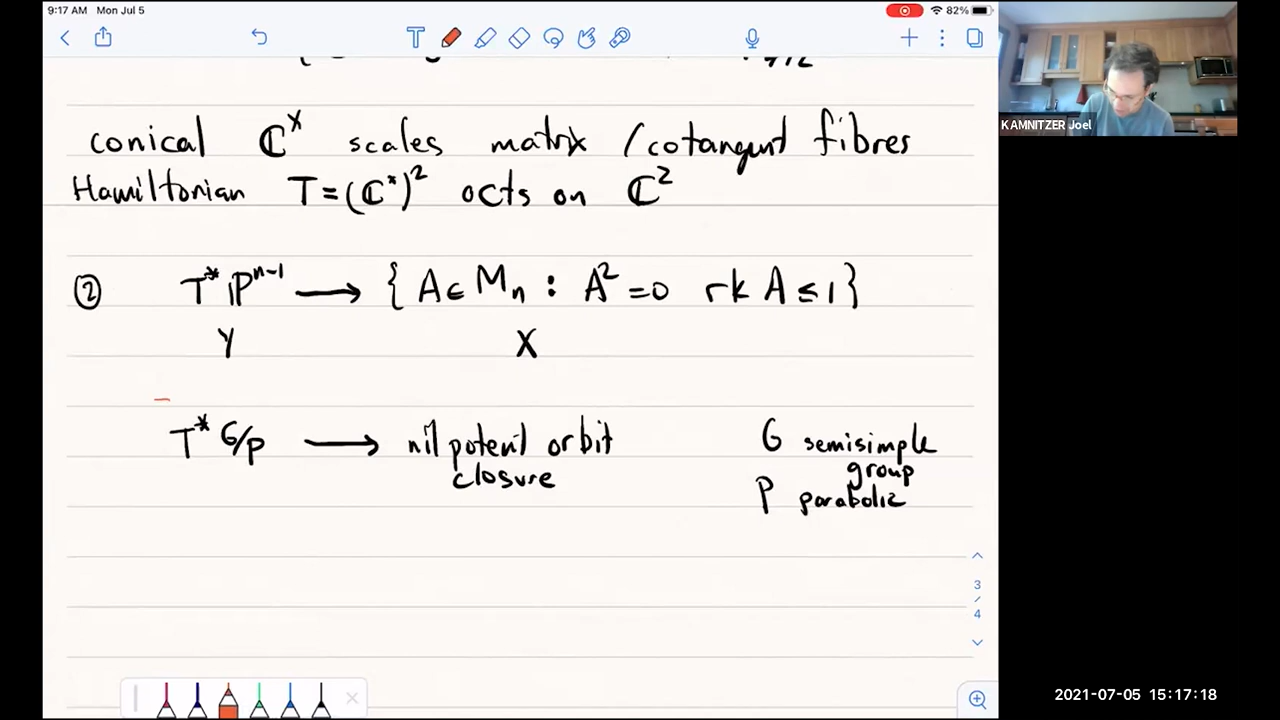 9:17 AM Mon Jul 5
82%
conical ℂ^× scales matrix / cotangent fibres
Hamiltonian T = (ℂ^×)^2 acts on ℂ^2
② T^* ℙ^{n-1} ⟶ { A ∈ M_n : A^2 = 0 rk A ≤ 1 }
Y X
T^* G/P ⟶ nilpotent orbit closure
G semisimple group
P parabolic
3
/
4
KAMNITZER Joel
2021-07-05 15:17:18